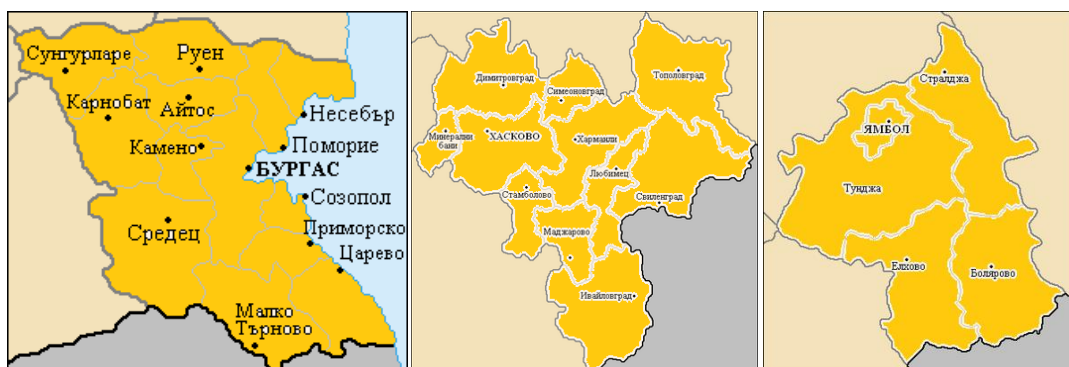 Сунгурларе
Руен
Карнобат
Айтос
Несебър
Камено
Поморие
БУРГАС
Созопол
Средец
Приморско
Царево
Малко
Търново
Димитровград
Симеоновград
Тополовград
Минерални
бани
ХАСКОВО
Харманли
Любимец
Стамболово
Свиленград
Маджарово
Ивайловград
Стралджа
ЯМБОЛ
Тунджа
Елхово
Болярово